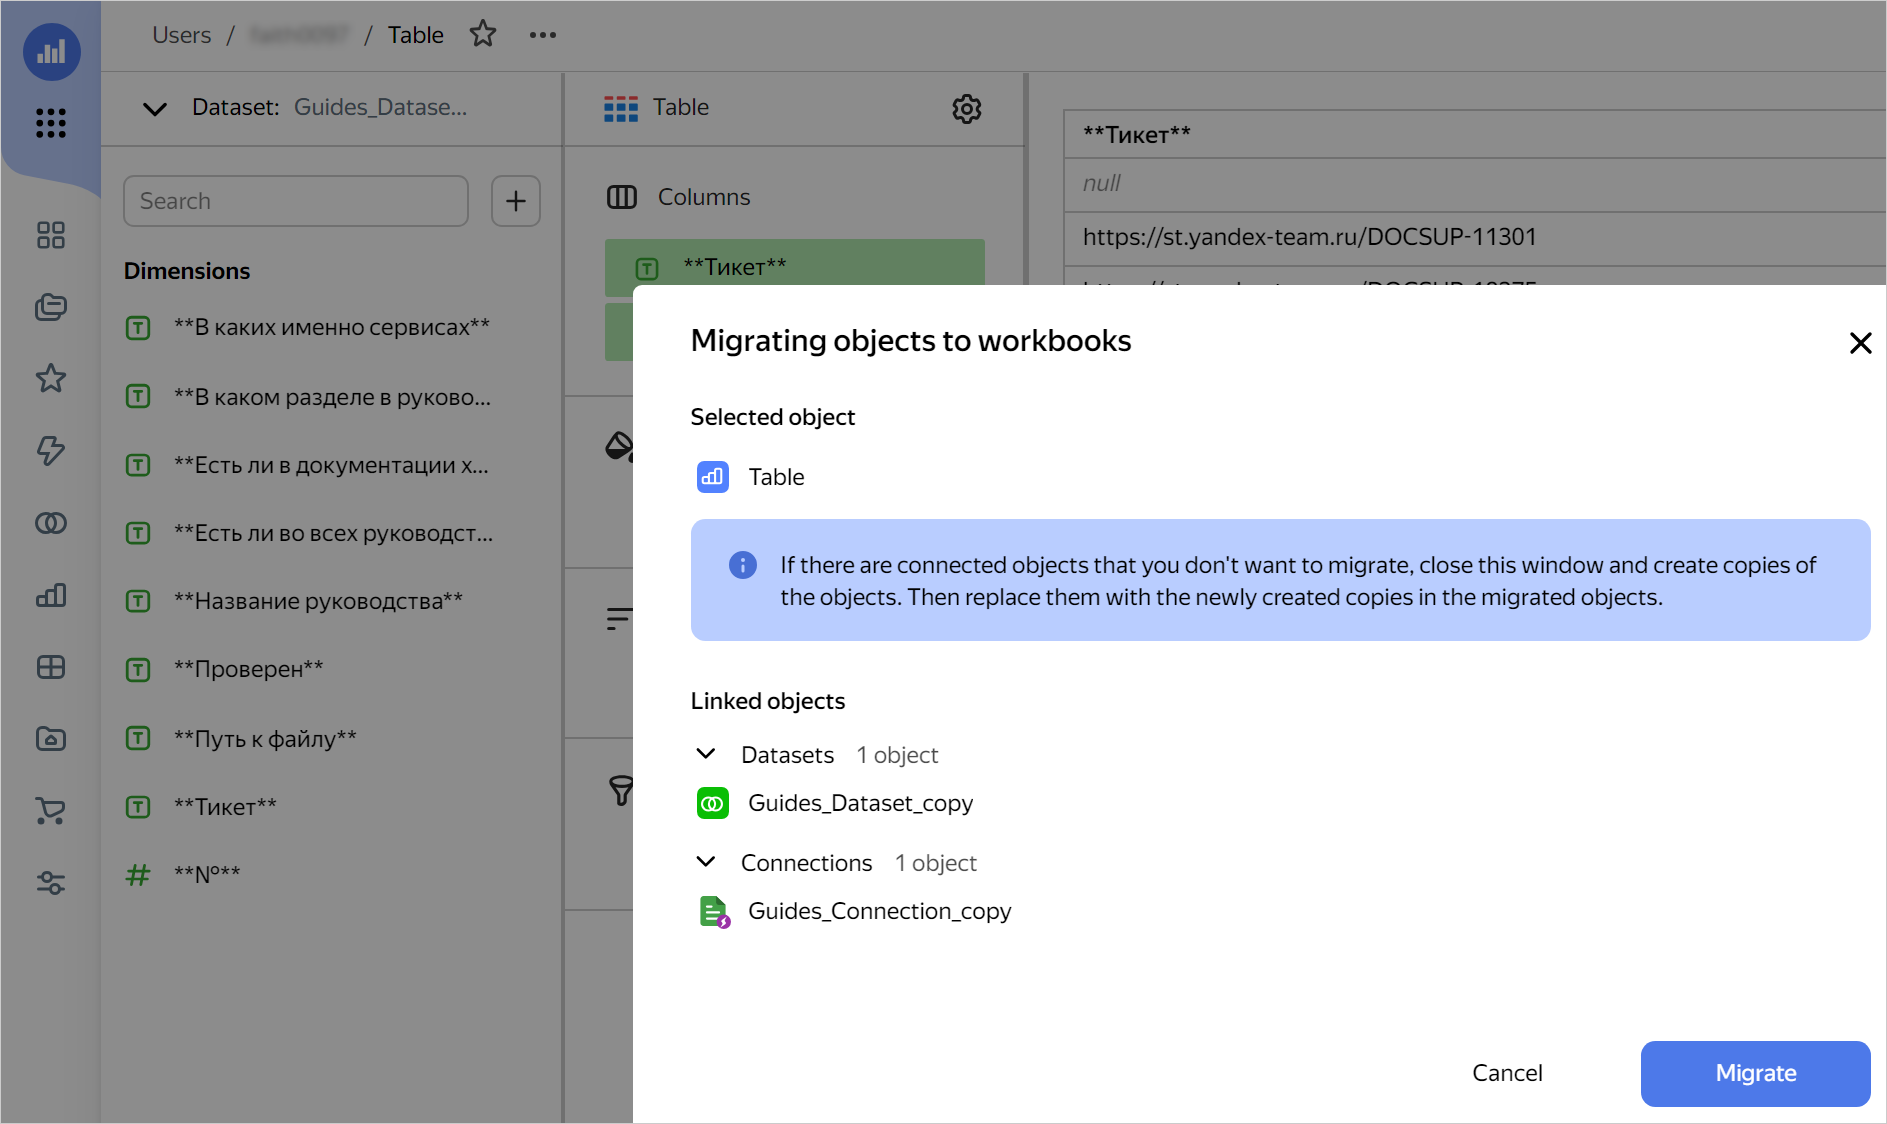 Users / / Table
Dataset: Guides_Datase...
Table
Search
Columns
Dimensions
**Тикет**
**В каких именно сервисах**
**В каком разделе в руково...
**Есть ли в документации х...
**Есть ли во всех руководст...
**Название руководства**
**Проверен**
**Путь к файлу**
**Тикет**
**№**
**Тикет**
null
https://st.yandex-team.ru/DOCSUP-11301
Migrating objects to workbooks
Selected object
Table
If there are connected objects that you don't want to migrate, close this window and create copies of
the objects. Then replace them with the newly created copies in the migrated objects.
Linked objects
Datasets 1 object
Guides_Dataset_copy
Connections 1 object
Guides_Connection_copy
Cancel
Migrate